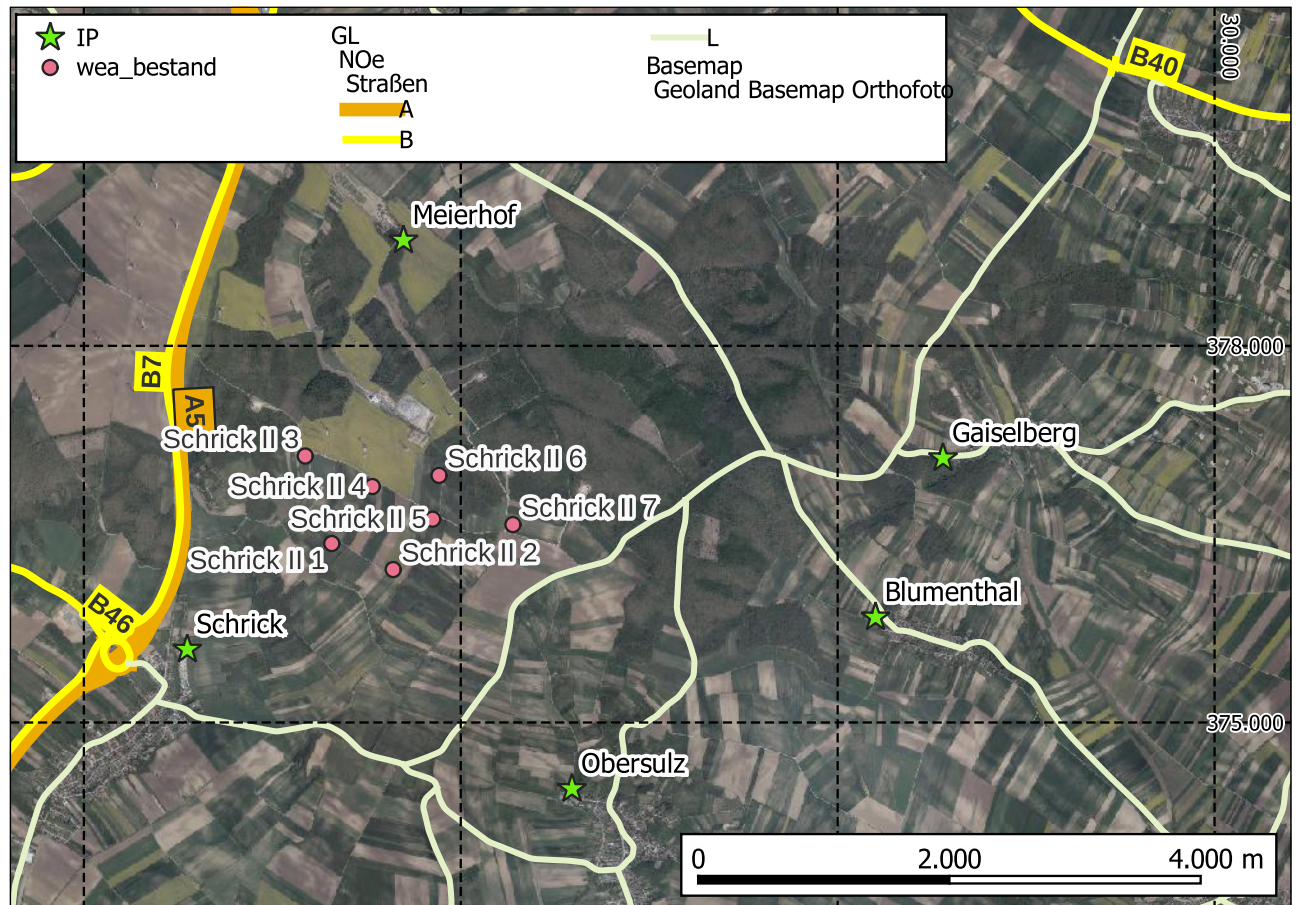 IP
wea_bestand
GL
NOe
Straßen
A
B
L
Basemap
Geoland Basemap Orthofoto
B40
30.000
Meierhof
378.000
B7
A5
Schrick II 3
Gaiselberg
Schrick II 6
Schrick II 4
Schrick II 7
Schrick II 5
Schrick II 2
Schrick II 1
Blumenthal
B46
Schrick
375.000
Obersulz
0 2.000 4.000 m